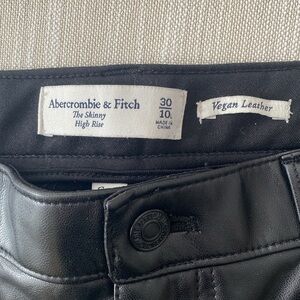 Abercrombie & Fitch
The Skinny
High Rise
30
10
MADE IN
CHINA
Vegan Leather